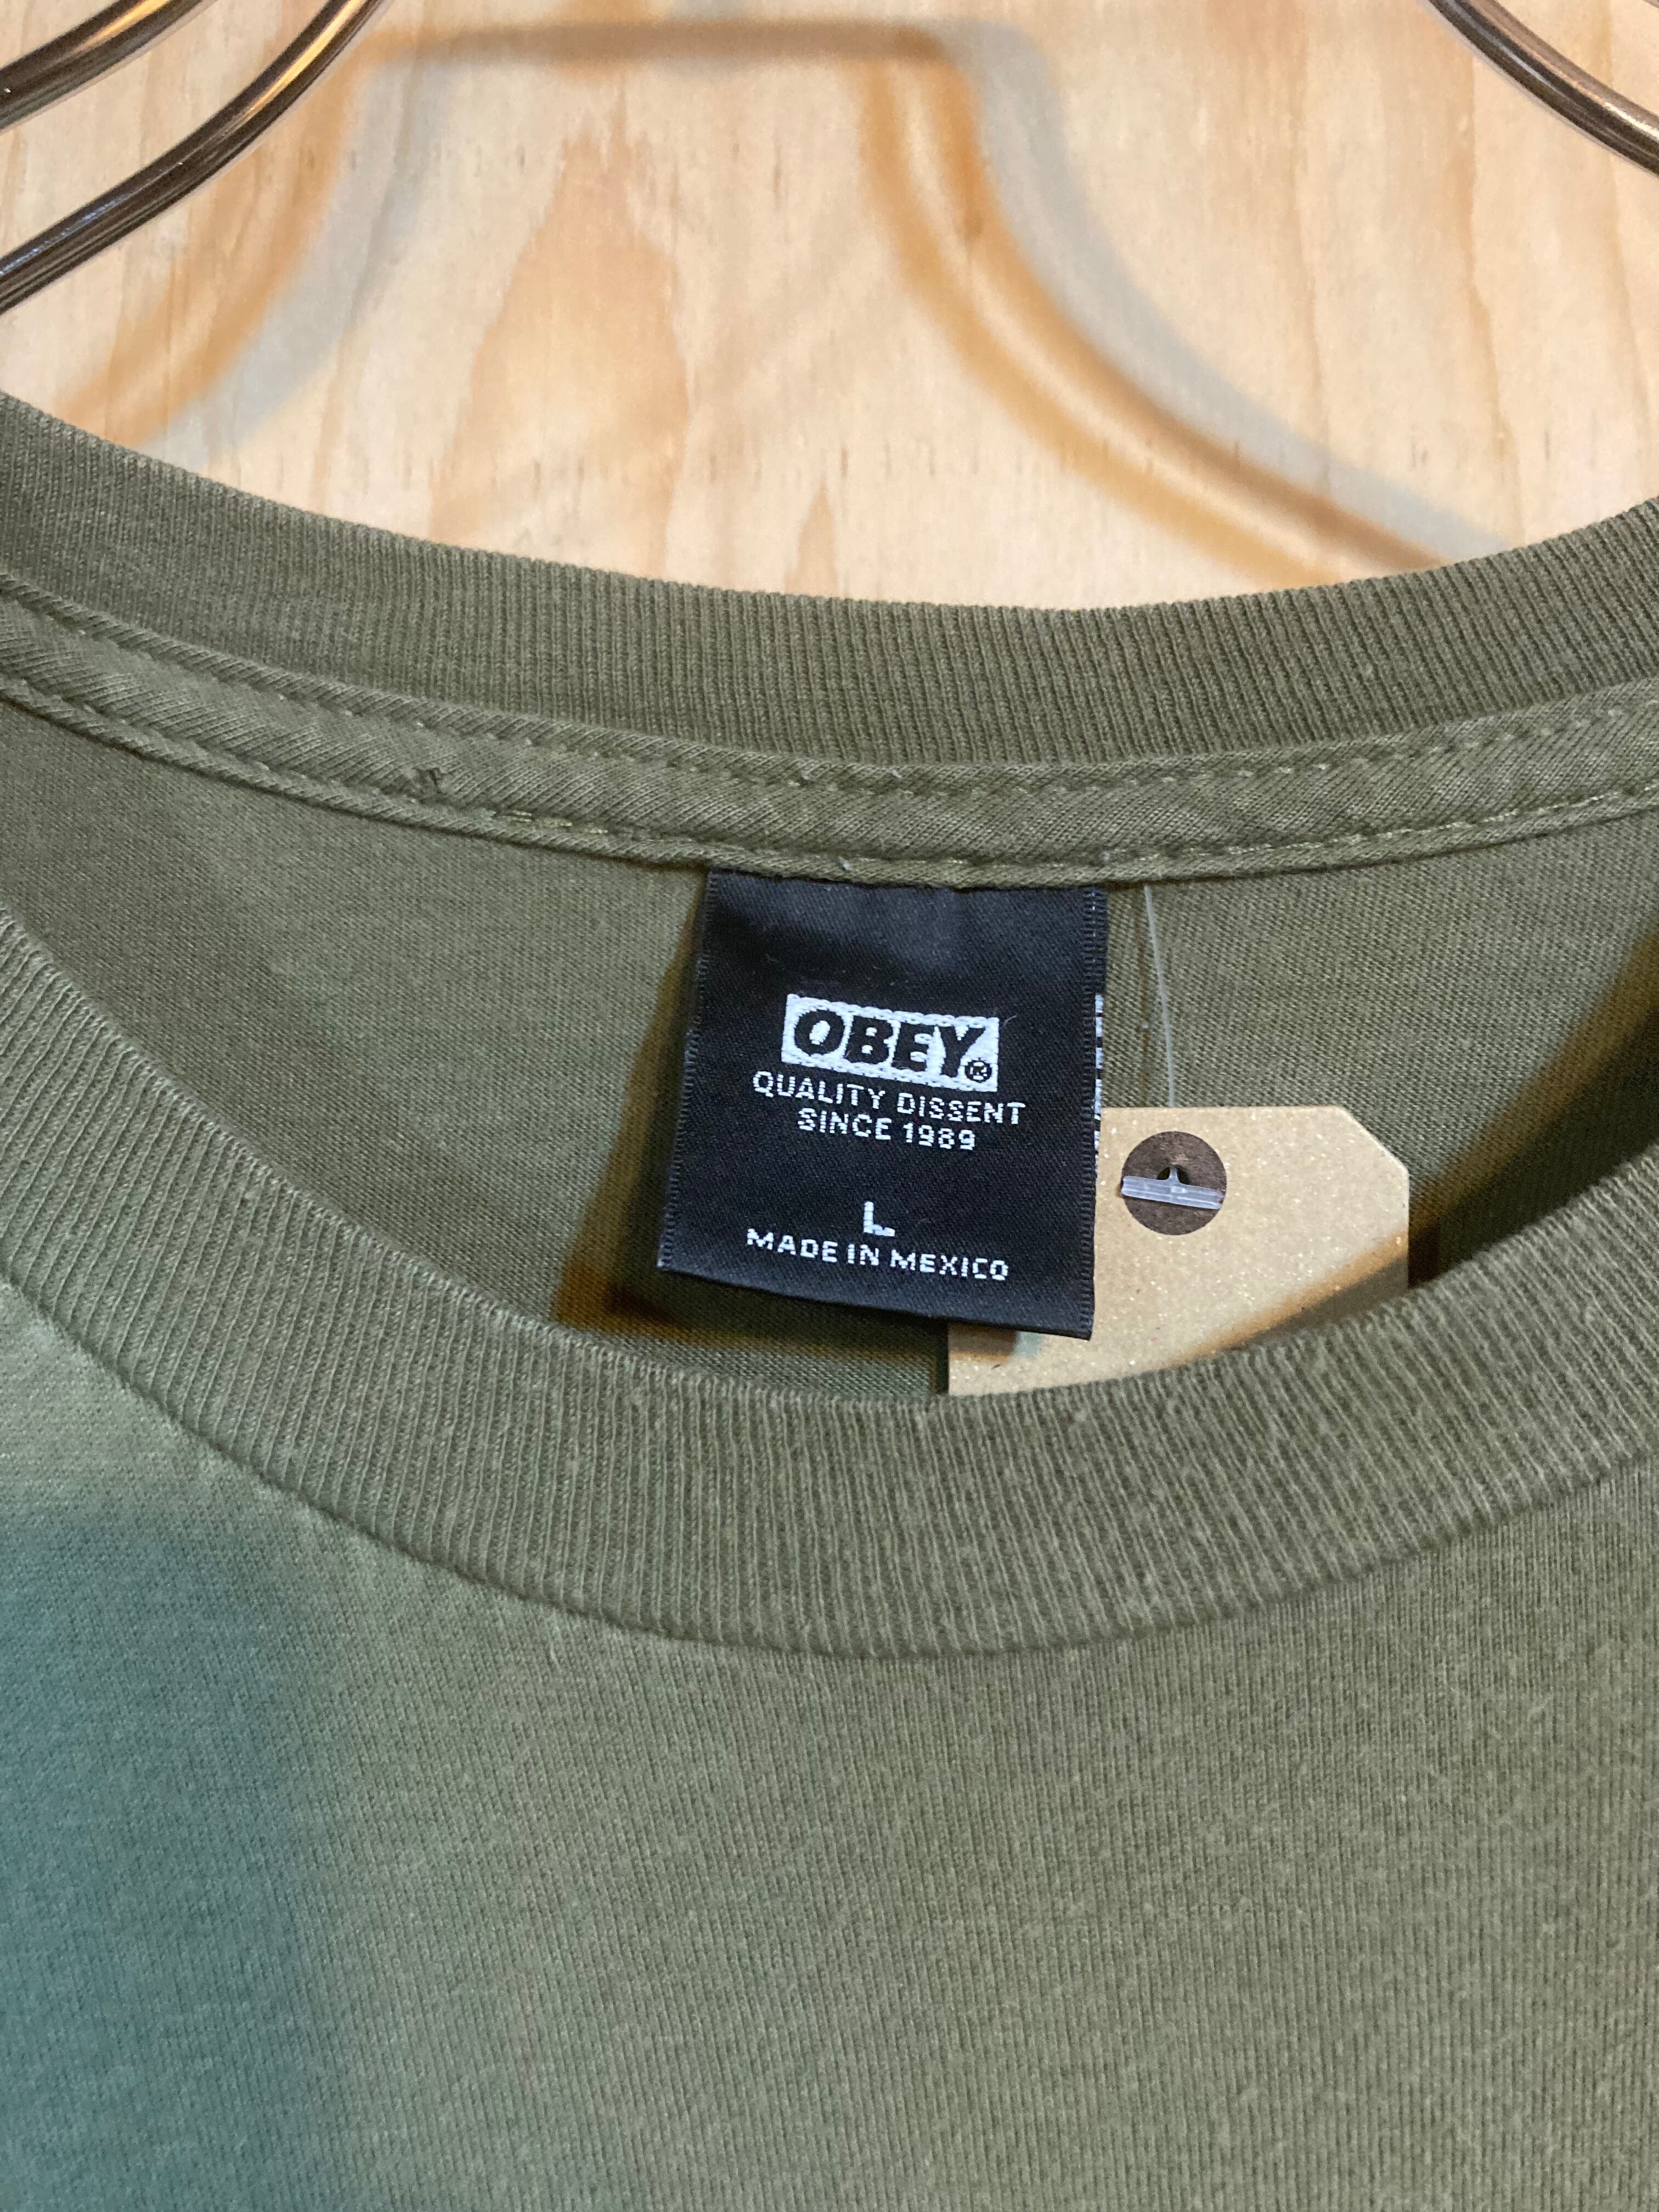 OBEY®
QUALITY DISSENT
SINCE 1989
L
MADE IN MEXICO